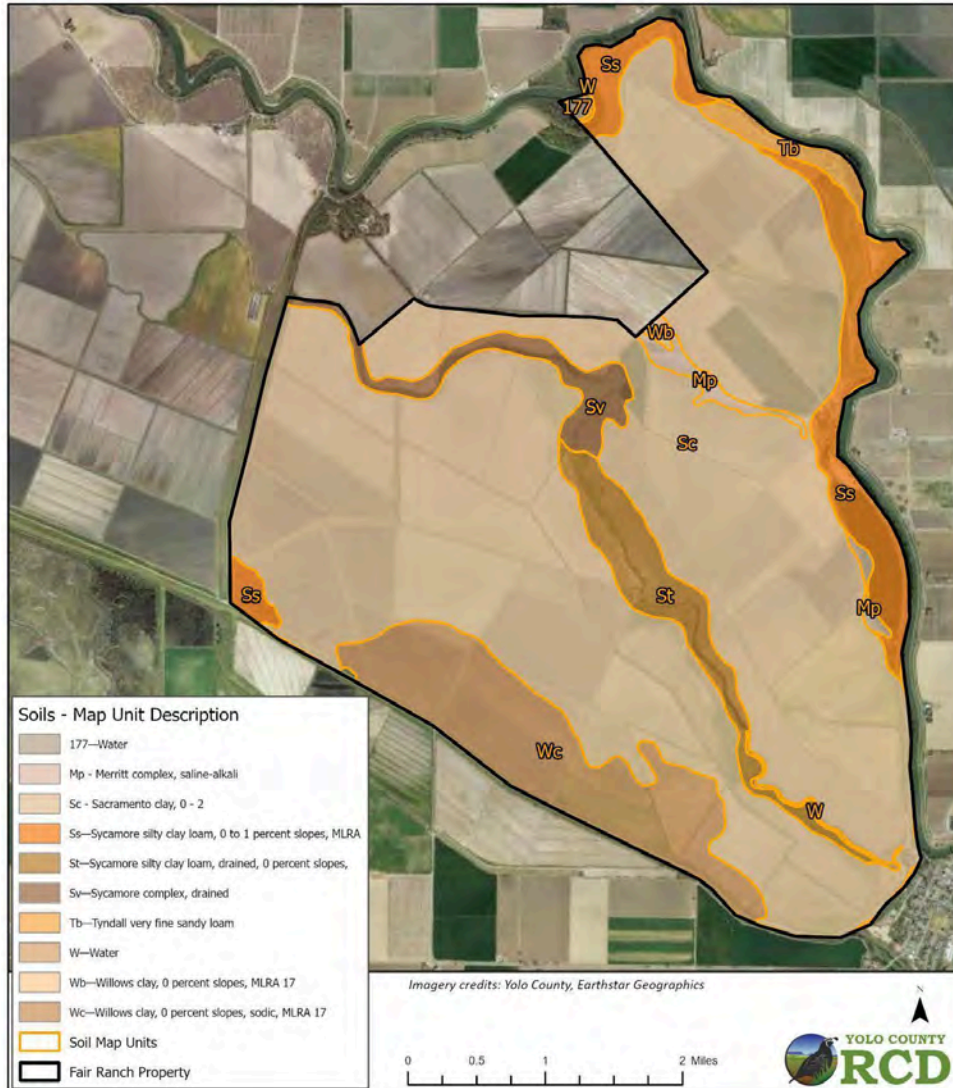 Ss
W
177
Tb
Wb
Mp
Sv
Sc
Ss
St
Mp
Ss
Wc
W
Soils - Map Unit Description
177—Water
Mp - Merritt complex, saline-alkali
Sc - Sacramento clay, 0 - 2
Ss—Sycamore silty clay loam, 0 to 1 percent slopes, MLRA
St—Sycamore silty clay loam, drained, 0 percent slopes,
Sv—Sycamore complex, drained
Tb—Tyndall very fine sandy loam
W—Water
Wb—Willows clay, 0 percent slopes, MLRA 17
Wc—Willows clay, 0 percent slopes, sodic, MLRA 17
Soil Map Units
Fair Ranch Property
Imagery credits: Yolo County, Earthstar Geographics
N
0 0.5 1 2 Miles
YOLO COUNTY
RCD